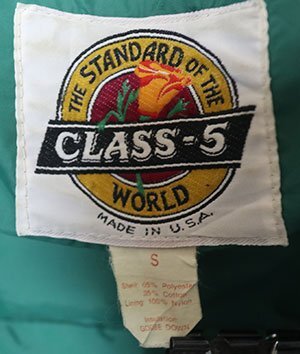 THE STANDARD OF THE
CLASS-5
WORLD
MADE IN U.S.A.
S
Shell: 65% Polyester
35% Cotton
Lining: 100% Nylon
Insulation:
GOOSE DOWN